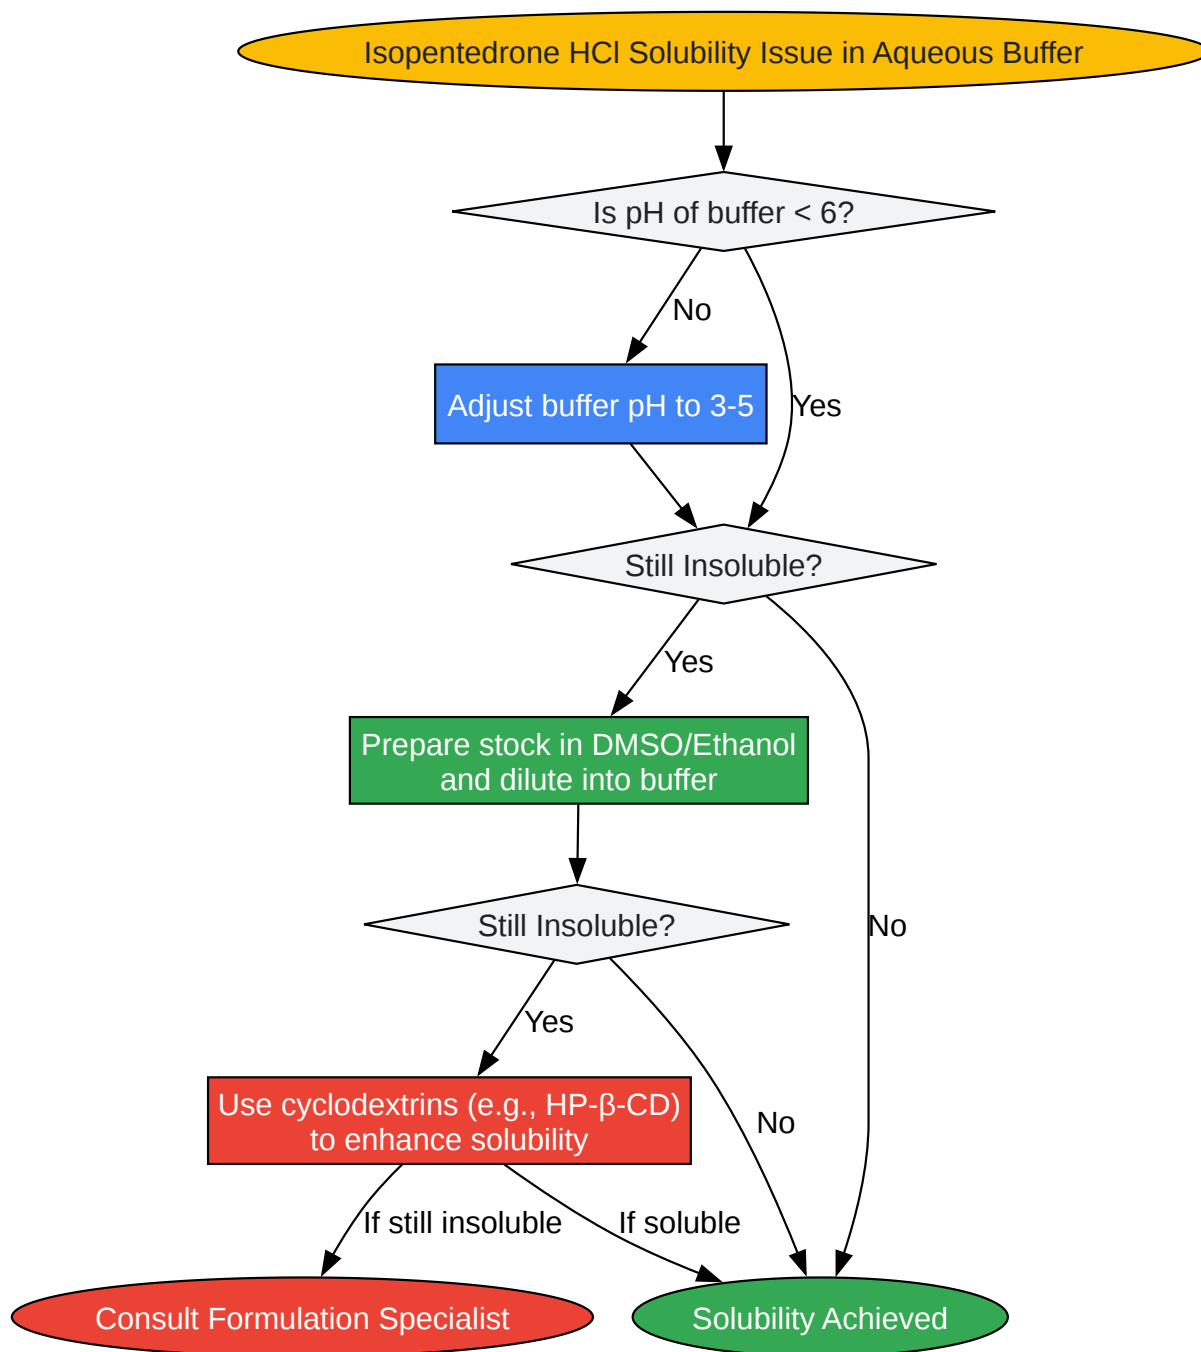 Isopentedrone HCl Solubility Issue in Aqueous Buffer
Is pH of buffer < 6?
No
Adjust buffer pH to 3-5
Yes
Still Insoluble?
Yes
Prepare stock in DMSO/Ethanol
and dilute into buffer
Still Insoluble?
No
Yes
Use cyclodextrins (e.g., HP-β-CD)
to enhance solubility
No
If still insoluble
If soluble
Consult Formulation Specialist
Solubility Achieved